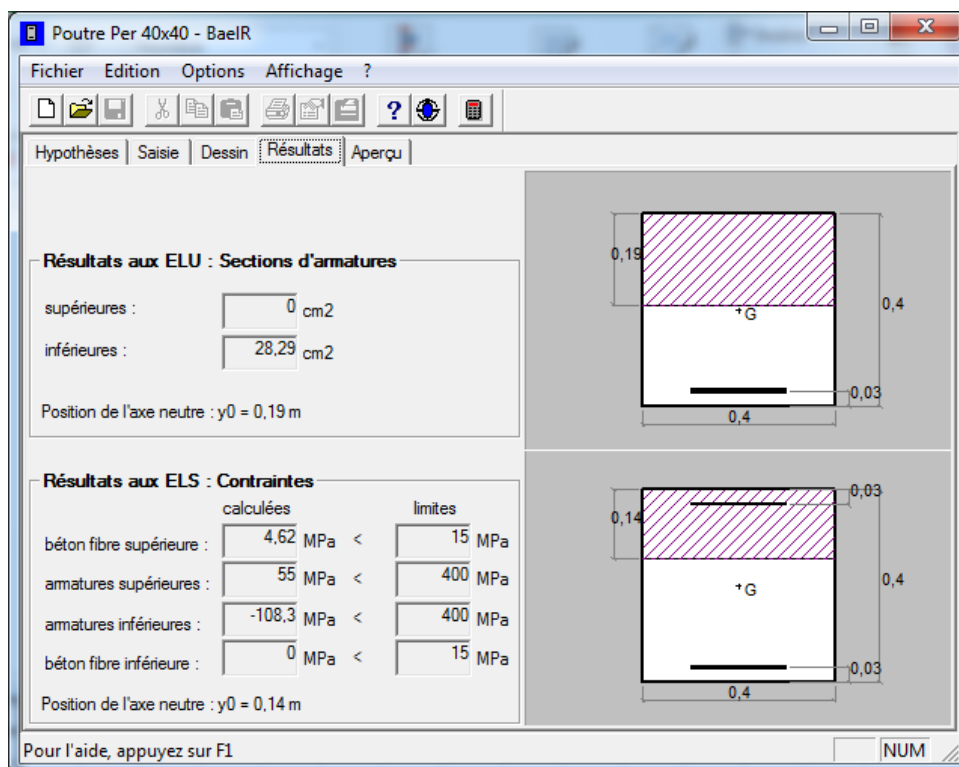 Poutre Per 40x40 - BaelR
Fichier Edition Options Affichage ?
Hypothèses Saisie Dessin Résultats Aperçu
Résultats aux ELU : Sections d'armatures
supérieures : 0 cm2
inférieures : 28,29 cm2
Position de l'axe neutre : y0 = 0,19 m
0,19
G
0,4
0,03
0,4
Résultats aux ELS : Contraintes
calculées limites
béton fibre supérieure : 4,62 MPa < 15 MPa
armatures supérieures : 55 MPa < 400 MPa
armatures inférieures : -108,3 MPa < 400 MPa
béton fibre inférieure : 0 MPa < 15 MPa
Position de l'axe neutre : y0 = 0,14 m
0,03
0,14
G
0,4
0,03
0,4
Pour l'aide, appuyez sur F1 NUM